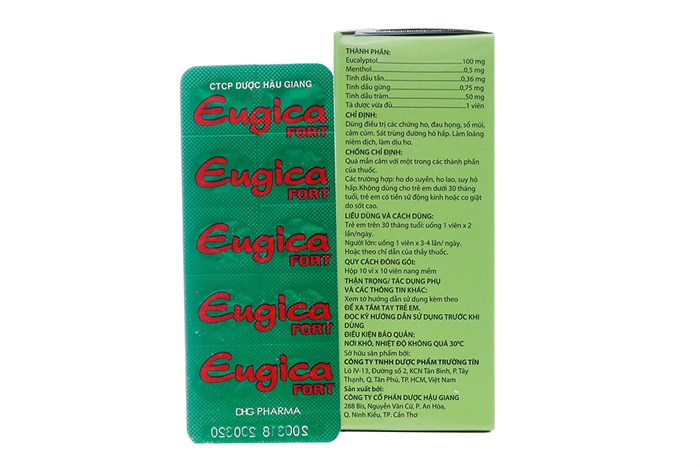 CTCP DƯỢC HẬU GIANG
Eugica
FORT
Eugica
FORT
Eugica
FORT
Eugica
FORT
Eugica
FORT
DHG PHARMA
200318 200320
THÀNH PHẦN:
Eucalyptol 100 mg
Menthol 0,5 mg
Tinh dầu tần 0,36 mg
Tinh dầu gừng 0,75 mg
Tinh dầu tràm 50 mg
Tá dược vừa đủ 1 viên
CHỈ ĐỊNH:
Dùng điều trị các chứng ho, đau họng, sổ mũi,
cảm cúm. Sát trùng đường hô hấp. Làm loãng
niêm dịch, làm dịu ho.
CHỐNG CHỈ ĐỊNH:
Quá mẫn cảm với một trong các thành phần
của thuốc.
Các trường hợp: ho do suyễn, ho lao, suy hô
hấp. Không dùng cho trẻ em dưới 30 tháng
tuổi, trẻ em có tiền sử động kinh hoặc co giật
do sốt cao.
LIỀU DÙNG VÀ CÁCH DÙNG:
Trẻ em trên 30 tháng tuổi: uống 1 viên x 2
lần/ngày.
Người lớn: uống 1 viên x 3-4 lần/ ngày.
Hoặc theo chỉ dẫn của thầy thuốc.
QUY CÁCH ĐÓNG GÓI:
Hộp 10 vỉ x 10 viên nang mềm
THẬN TRỌNG/ TÁC DỤNG PHỤ
VÀ CÁC THÔNG TIN KHÁC:
Xem tờ hướng dẫn sử dụng kèm theo
ĐỂ XA TẦM TAY TRẺ EM.
ĐỌC KỸ HƯỚNG DẪN SỬ DỤNG TRƯỚC KHI
DÙNG
ĐIỀU KIỆN BẢO QUẢN:
NƠI KHÔ, NHIỆT ĐỘ KHÔNG QUÁ 30°C
Sở hữu sản phẩm bởi:
CÔNG TY TNHH DƯỢC PHẨM TRƯỜNG TÍN
Lô IV-13, Đường số 2, KCN Tân Bình, P. Tây
Thạnh, Q. Tân Phú, TP. HCM, Việt Nam
Sản xuất bởi:
CÔNG TY CỔ PHẦN DƯỢC HẬU GIANG
288 Bis, Nguyễn Văn Cừ, P. An Hòa,
Q. Ninh Kiều, TP. Cần Thơ